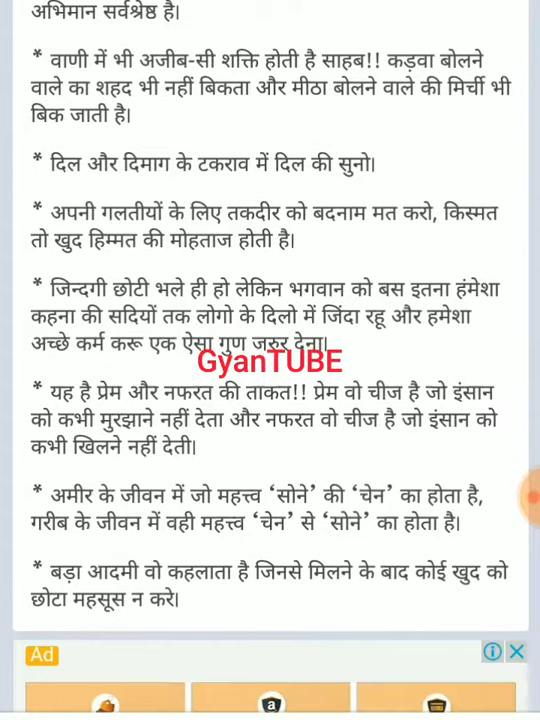 अभिमान सर्वश्रेष्ठ है।
* वाणी में भी अजीब-सी शक्ति होती है साहब!! कड़वा बोलने
वाले का शहद भी नहीं बिकता और मीठा बोलने वाले की मिर्ची भी
बिक जाती है।
* दिल और दिमाग के टकराव में दिल की सुनो।
* अपनी गलतीयों के लिए तकदीर को बदनाम मत करो, किस्मत
तो खुद हिम्मत की मोहताज होती है।
* जिन्दगी छोटी भले ही हो लेकिन भगवान को बस इतना हंमेशा
कहना की सदियों तक लोगो के दिलो में जिंदा रहू और हमेशा
अच्छे कर्म करू एक ऐसा गुण जरुर देना।
GyanTUBE
* यह है प्रेम और नफरत की ताकत!! प्रेम वो चीज है जो इंसान
को कभी मुरझाने नहीं देता और नफरत वो चीज है जो इंसान को
कभी खिलने नहीं देती।
* अमीर के जीवन में जो महत्त्व ‘सोने’ की ‘चेन’ का होता है,
गरीब के जीवन में वही महत्त्व ‘चेन’ से ‘सोने’ का होता है।
* बड़ा आदमी वो कहलाता है जिनसे मिलने के बाद कोई खुद को
छोटा महसूस न करे।
Ad
a